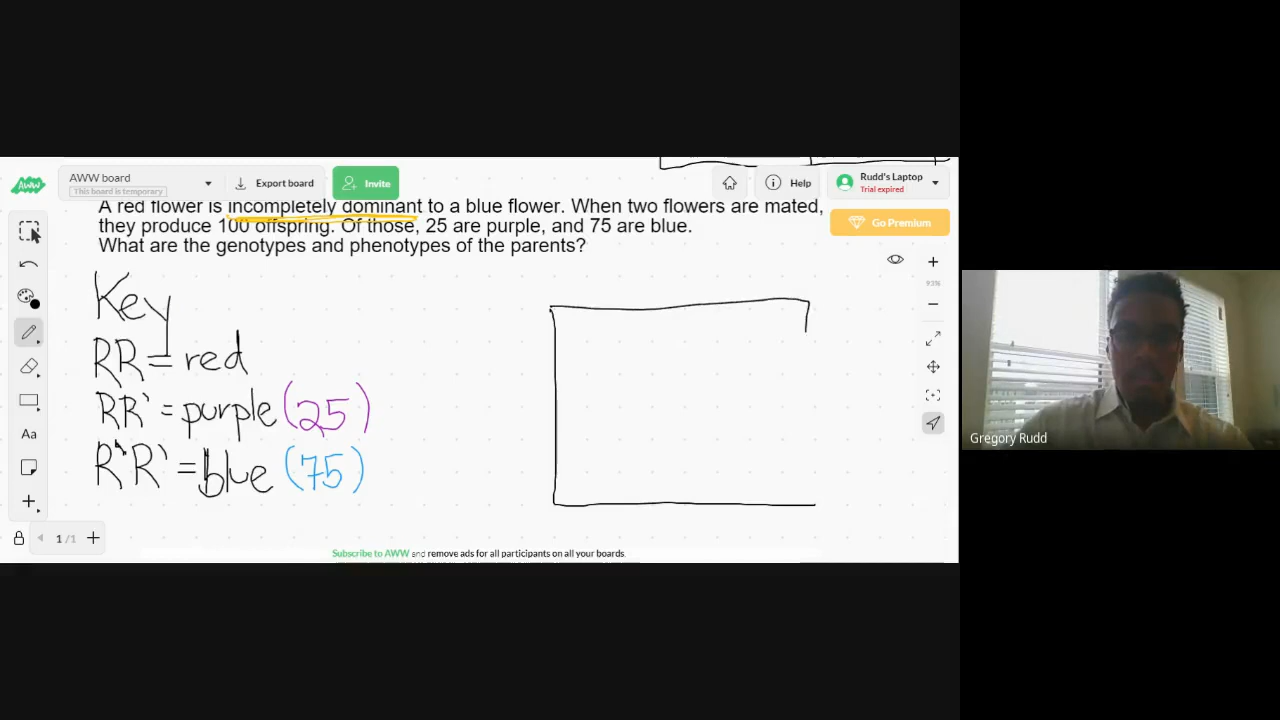 AWW
AWW board
This board is temporary
Export board
Invite
Help
Rudd's Laptop
Trial expired
Go Premium
A red flower is incompletely dominant to a blue flower. When two flowers are mated,
they produce 100 offspring. Of those, 25 are purple, and 75 are blue.
What are the genotypes and phenotypes of the parents?
93%
Key
RR = red
RR` = purple (25)
R`R` = blue (75)
Aa
1/1
Subscribe to AWW and remove ads for all participants on all your boards.
Gregory Rudd